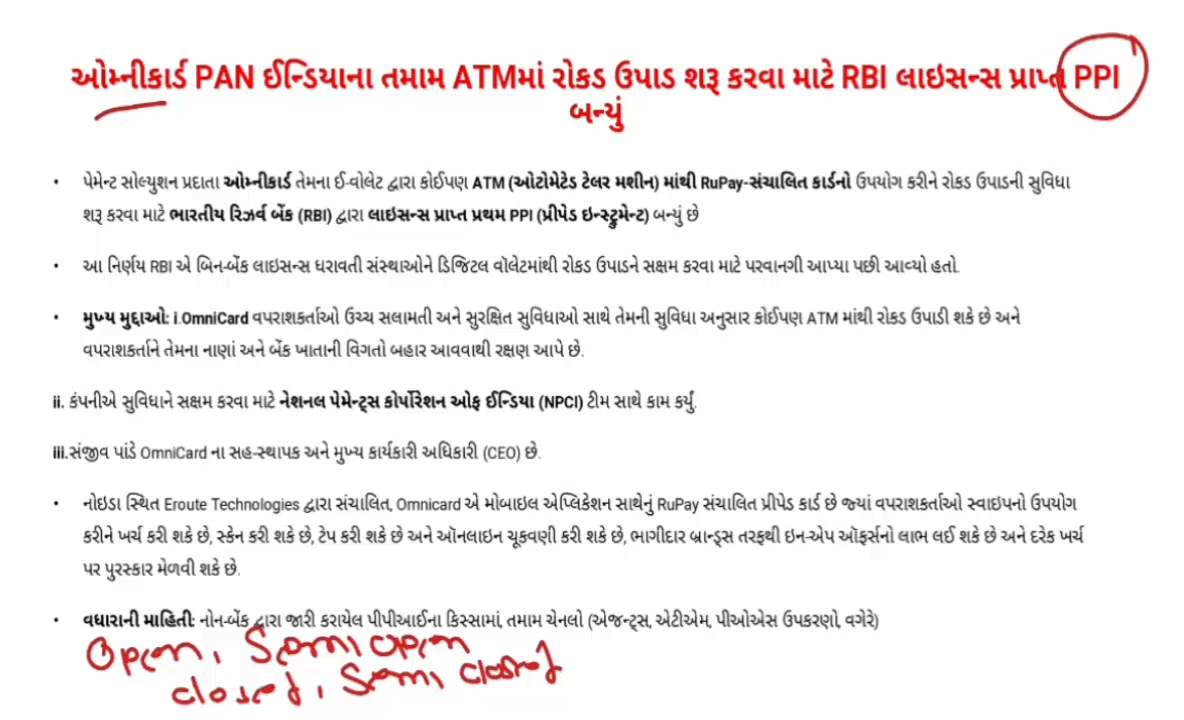 ઓમ્નીકાર્ડ PAN ઈન્ડિયાના તમામ ATMમાં રોકડ ઉપાડ શરૂ કરવા માટે RBI લાઇસન્સ પ્રાપ્ત PPI
બન્યું
• પેમેન્ટ સોલ્યુશન પ્રદાતા ઓમ્નીકાર્ડ તેમના ઈ-વોલેટ દ્વારા કોઈપણ ATM (ઓટોમેટેડ ટેલર મશીન) માંથી RuPay-સંચાલિત કાર્ડનો ઉપયોગ કરીને રોકડ ઉપાડની સુવિધા
શરૂ કરવા માટે ભારતીય રિઝર્વ બેંક (RBI) દ્વારા લાઇસન્સ પ્રાપ્ત પ્રથમ PPI (પ્રીપેડ ઇન્સ્ટ્રુમેન્ટ) બન્યું છે
• આ નિર્ણય RBI એ બિન-બેંક લાઇસન્સ ધરાવતી સંસ્થાઓને ડિજિટલ વૉલેટમાંથી રોકડ ઉપાડને સક્ષમ કરવા માટે પરવાનગી આપ્યા પછી આવ્યો હતો.
• મુખ્ય મુદ્દાઓ: i.OmniCard વપરાશકર્તાઓ ઉચ્ચ સલામતી અને સુરક્ષિત સુવિધાઓ સાથે તેમની સુવિધા અનુસાર કોઈપણ ATM માંથી રોકડ ઉપાડી શકે છે અને
વપરાશકર્તાને તેમના નાણાં અને બેંક ખાતાની વિગતો બહાર આવવાથી રક્ષણ આપે છે.
ii. કંપનીએ સુવિધાને સક્ષમ કરવા માટે નેશનલ પેમેન્ટ્સ કોર્પોરેશન ઓફ ઈન્ડિયા (NPCI) ટીમ સાથે કામ કર્યું.
iii.સંજીવ પાંડે OmniCard ના સહ-સ્થાપક અને મુખ્ય કાર્યકારી અધિકારી (CEO) છે.
• નોઇડા સ્થિત Eroute Technologies દ્વારા સંચાલિત, Omnicard એ મોબાઇલ એપ્લિકેશન સાથેનું RuPay સંચાલિત પ્રીપેડ કાર્ડ છે જ્યાં વપરાશકર્તાઓ સ્વાઇપનો ઉપયોગ
કરીને ખર્ચ કરી શકે છે, સ્કેન કરી શકે છે, ટેપ કરી શકે છે અને ઑનલાઇન ચૂકવણી કરી શકે છે, ભાગીદાર બ્રાન્ડ્સ તરફથી ઇન-એપ ઑફર્સનો લાભ લઈ શકે છે અને દરેક ખર્ચ
પર પુરસ્કાર મેળવી શકે છે.
• વધારાની માહિતી: નોન-બેંક દ્વારા જારી કરાયેલ પીપીઆઈના કિસ્સામાં, તમામ ચેનલો (એજન્ટ્સ, એટીએમ, પીઓએસ ઉપકરણો, વગેરે)
Open, Semi open
closed, Semi closed